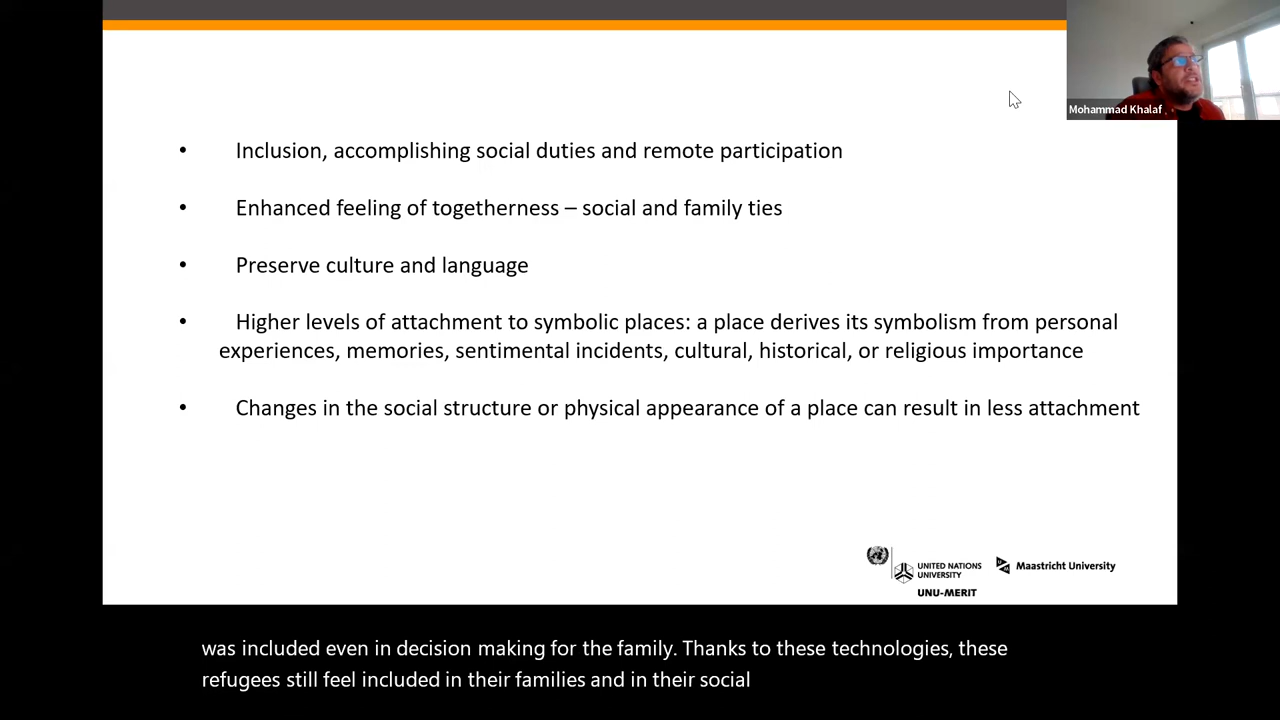 Mohammad Khalaf
• Inclusion, accomplishing social duties and remote participation
• Enhanced feeling of togetherness – social and family ties
• Preserve culture and language
• Higher levels of attachment to symbolic places: a place derives its symbolism from personal
experiences, memories, sentimental incidents, cultural, historical, or religious importance
• Changes in the social structure or physical appearance of a place can result in less attachment
UNITED NATIONS
UNIVERSITY
UNU-MERIT
Maastricht University
was included even in decision making for the family. Thanks to these technologies, these
refugees still feel included in their families and in their social